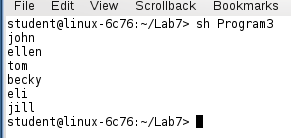 File Edit View Scrollback Bookmarks
student@linux-6c76:~/Lab7> sh Program3
john
ellen
tom
becky
eli
jill
student@linux-6c76:~/Lab7>